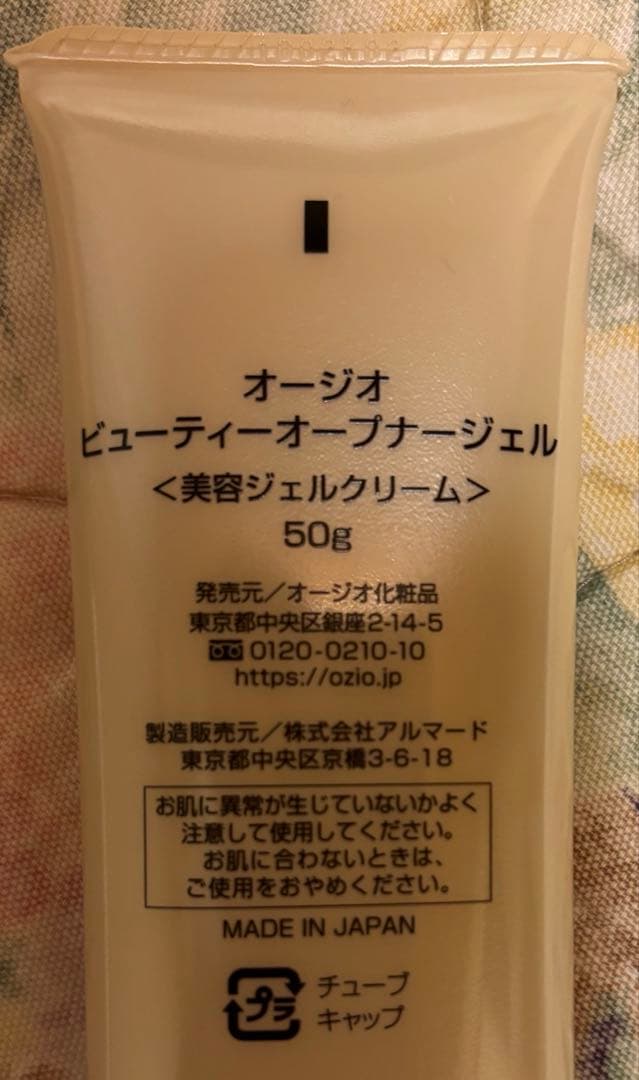 オージオ
ビューティーオープナージェル
＜美容ジェルクリーム＞
50g
発売元／オージオ化粧品
東京都中央区銀座2-14-5
0120-0210-10
https://ozio.jp
製造販売元／株式会社アルマード
東京都中央区京橋3-6-18
お肌に異常が生じていないかよく
注意して使用してください。
お肌に合わないときは、
ご使用をおやめください。
MADE IN JAPAN
プラ チューブ
キャップ